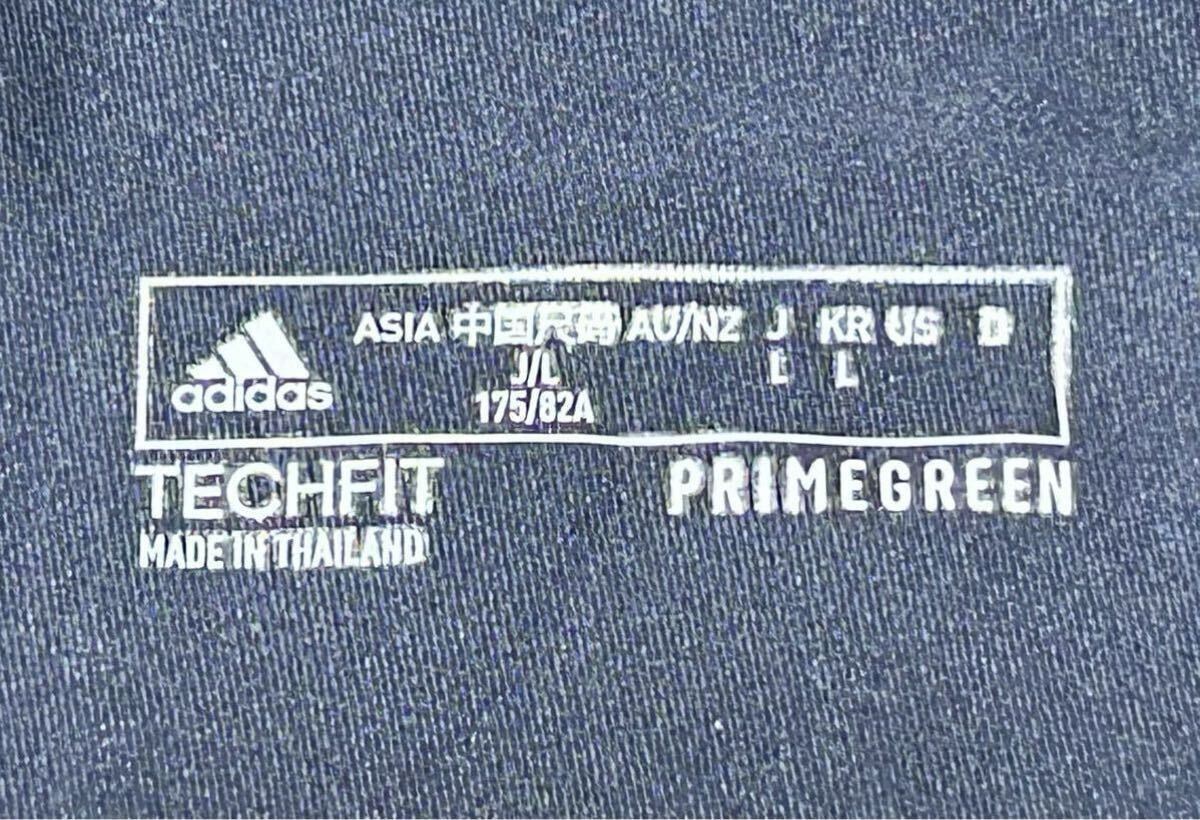 adidas
ASIA 中国尺码 AU/NZ J KR US D
J/L L L
175/82A
TECHFIT PRIMEGREEN
MADE IN THAILAND